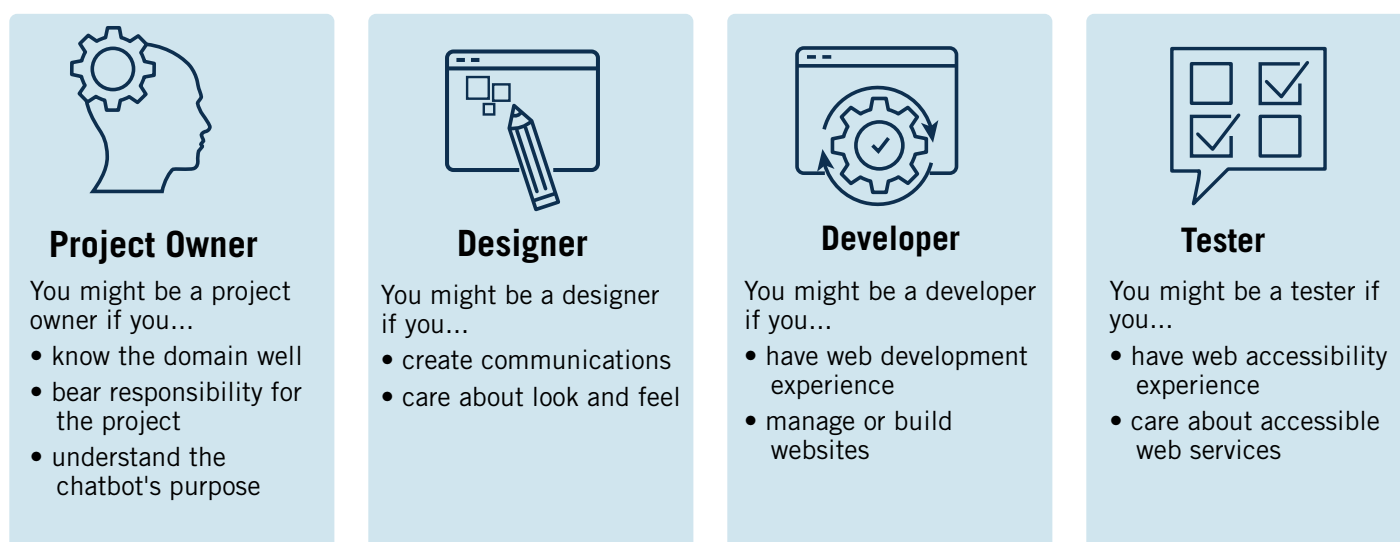 Project Owner
You might be a project
owner if you...
• know the domain well
• bear responsibility for
the project
• understand the
chatbot's purpose
Designer
You might be a designer
if you...
• create communications
• care about look and feel
Developer
You might be a developer
if you...
• have web development
experience
• manage or build
websites
Tester
You might be a tester if
you...
• have web accessibility
experience
• care about accessible
web services